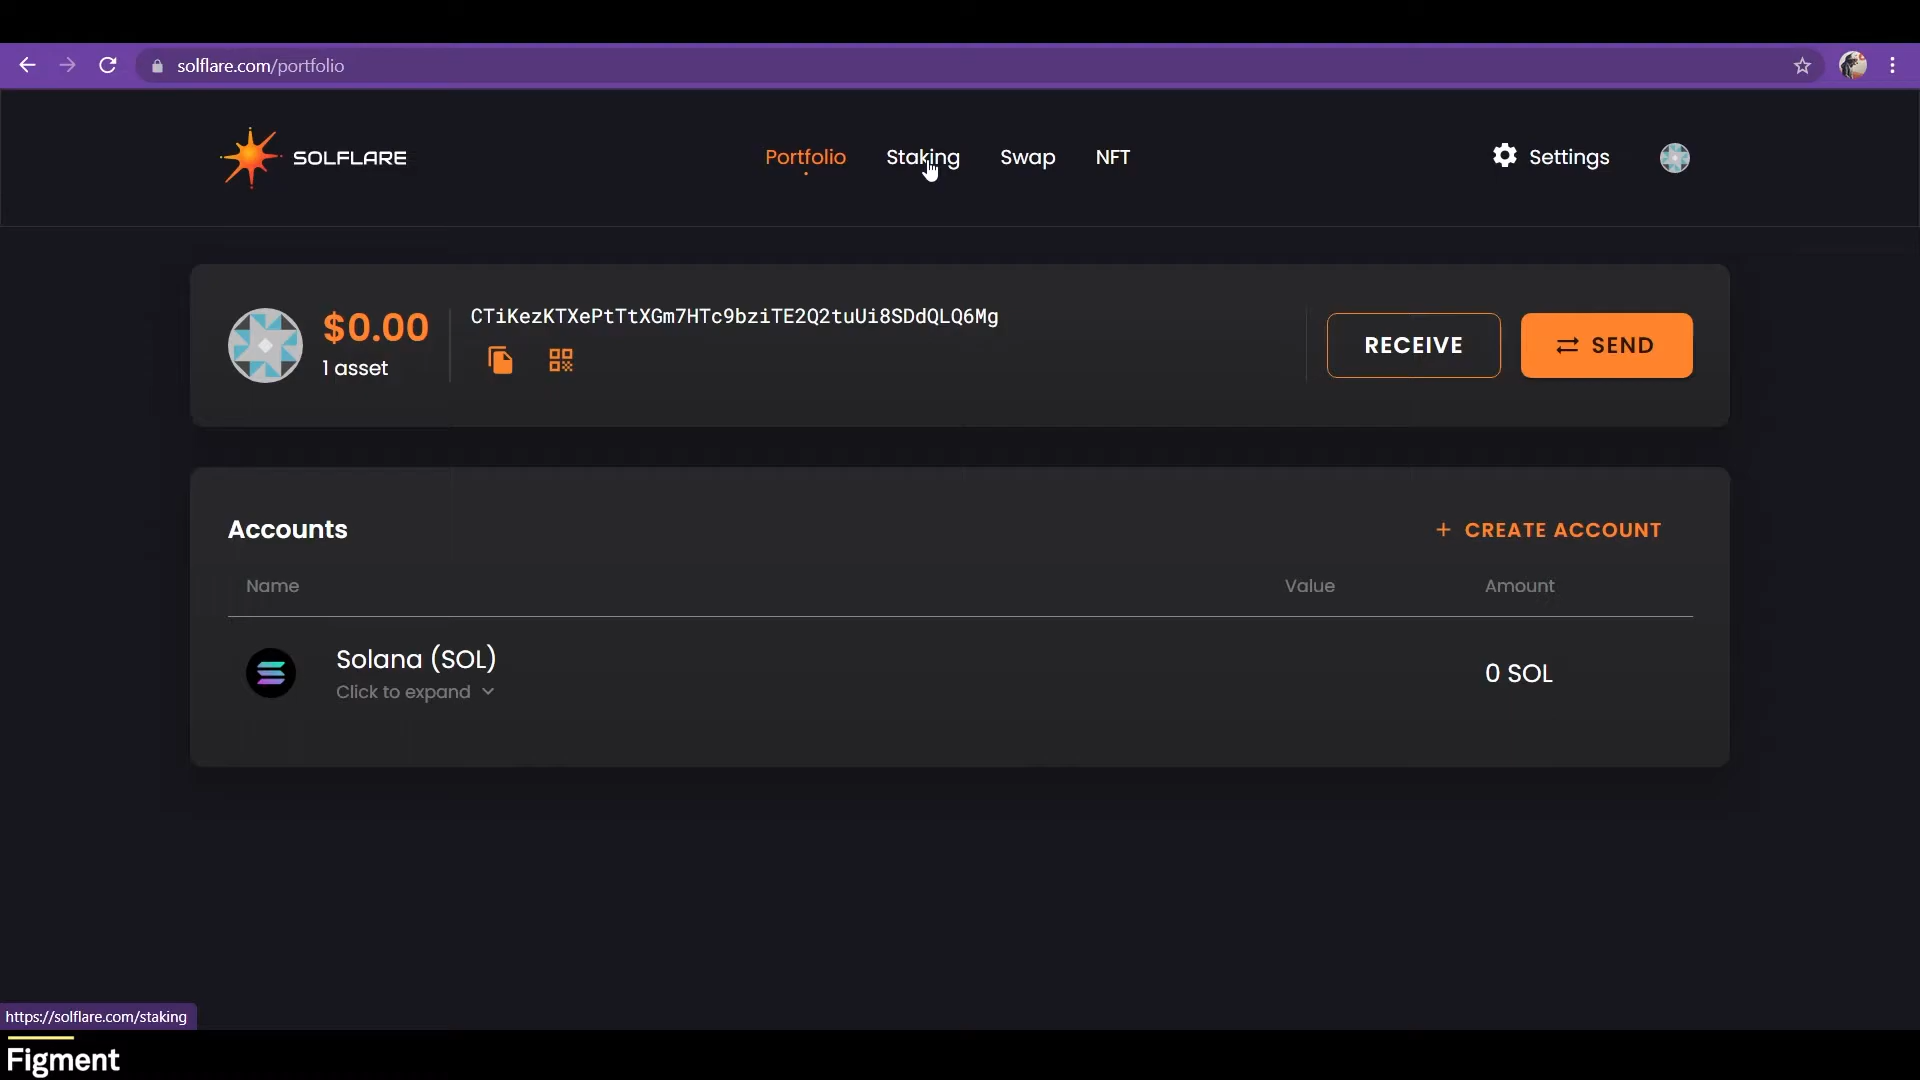 solflare.com/portfolio
SOLFLARE
Portfolio Staking Swap NFT
Settings
$0.00
1 asset
CTiKezKTXePtTtXGm7HTc9bziTE2Q2tuUi8SDdQLQ6Mg
RECEIVE
SEND
Accounts
+ CREATE ACCOUNT
Name Value Amount
Solana (SOL)
Click to expand
0 SOL
https://solflare.com/staking
Figment